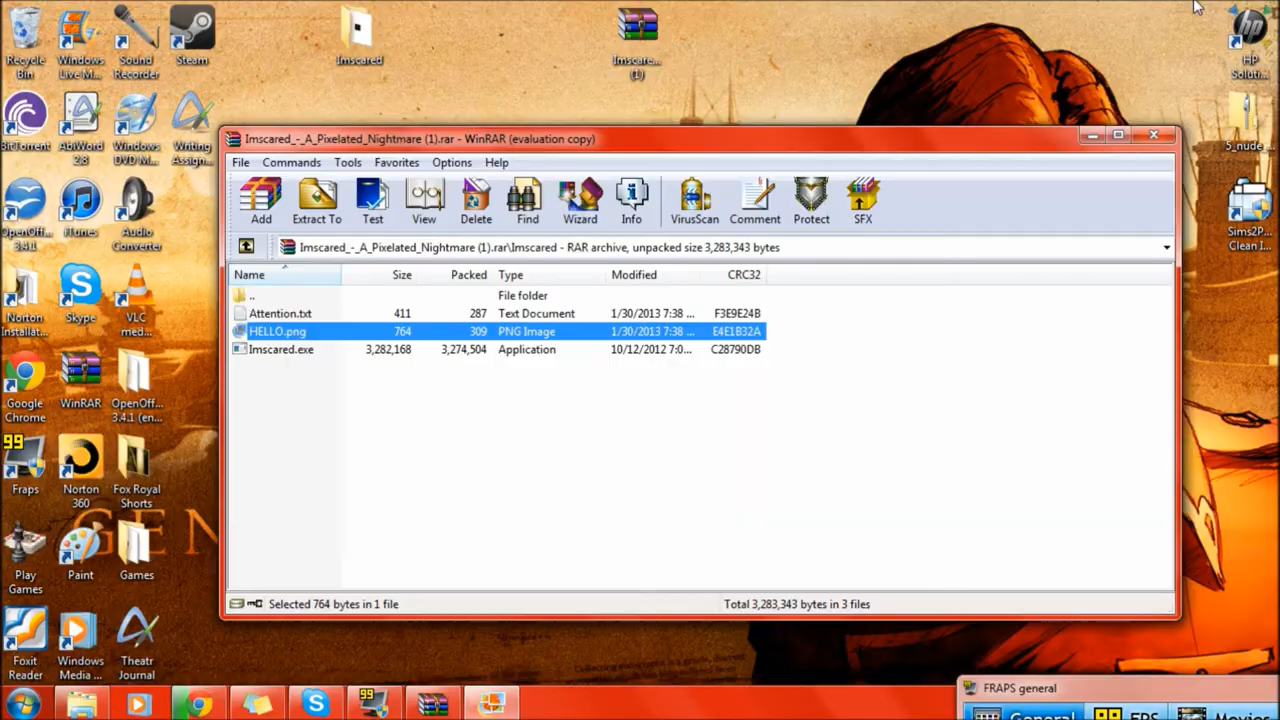 Recycle Bin
Windows Live M...
Sound Recorder
Steam
Imscared
Imscare... (1)
HP Soluti...
BitTorrent
AbiWord 2.8
Windows DVD M...
Writing Assign...
5_nude ...
OpenOff... 3.4.1
iTunes
Audio Converter
Sims2P... Clean I...
Norton Installat...
Skype
VLC med...
Google Chrome
WinRAR
OpenOff... 3.4.1 (en...
99
Fraps
Norton 360
Fox Royal Shorts
GEN
Play Games
Paint
Games
Foxit Reader
Windows Media ...
Theatr Journal
Imscared_-_A_Pixelated_Nightmare (1).rar - WinRAR (evaluation copy)
File Commands Tools Favorites Options Help
Add Extract To Test View Delete Find Wizard Info VirusScan Comment Protect SFX
Imscared_-_A_Pixelated_Nightmare (1).rar\Imscared - RAR archive, unpacked size 3,283,343 bytes
Name Size Packed Type Modified CRC32
.. File folder
Attention.txt 411 287 Text Document 1/30/2013 7:38 ... F3E9E24B
HELLO.png 764 309 PNG Image 1/30/2013 7:38 ... E4E1B32A
Imscared.exe 3,282,168 3,274,504 Application 10/12/2012 7:0... C28790DB
Selected 764 bytes in 1 file
Total 3,283,343 bytes in 3 files
FRAPS general
General 99 FPS Movies
99